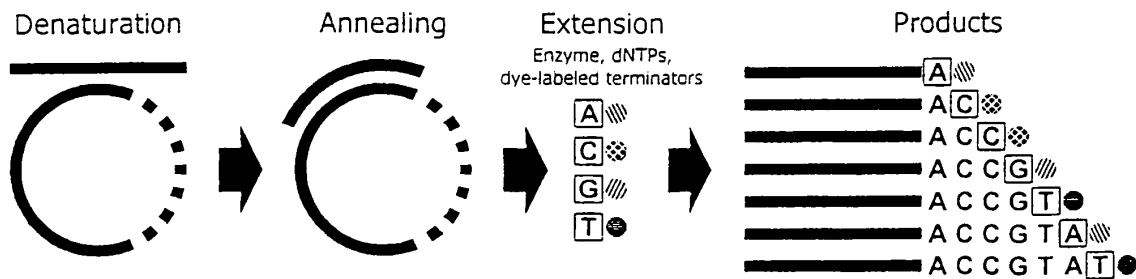 Denaturation
Annealing
Extension
Enzyme, dNTPs,
dye-labeled terminators
A
C
G
T
Products
A
A C
A C C
A C C G
A C C G T
A C C G T A
A C C G T A T